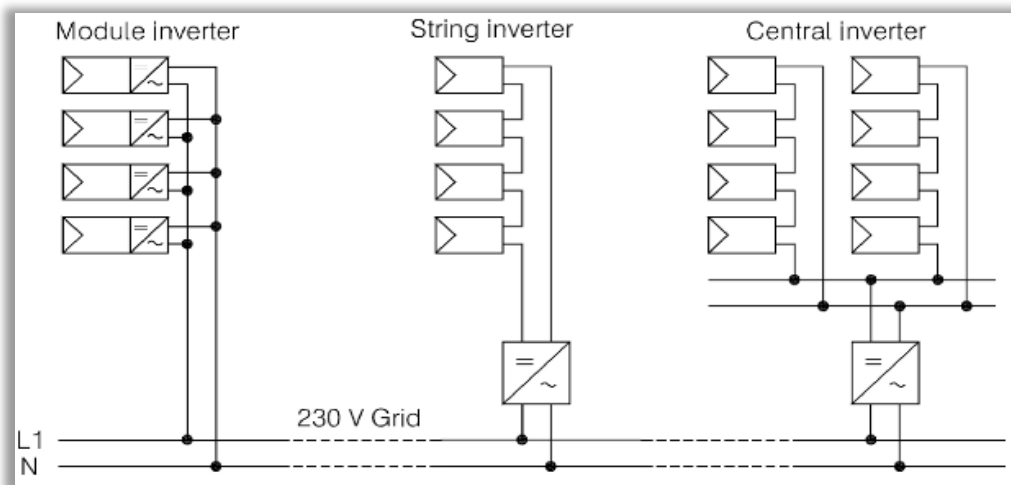 Module inverter
String inverter
Central inverter
230 V Grid
L1
N